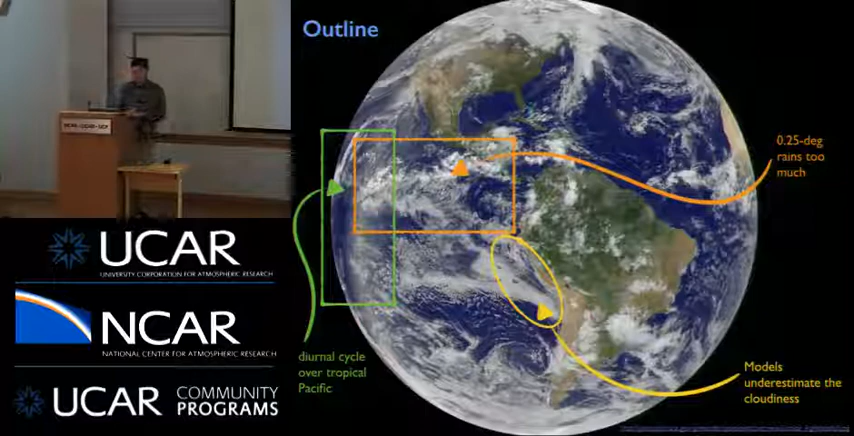 Outline
0.25-deg
rains too
much
diurnal cycle
over tropical
Pacific
Models
underestimate the
cloudiness
UCAR
UNIVERSITY CORPORATION FOR ATMOSPHERIC RESEARCH
NCAR
NATIONAL CENTER FOR ATMOSPHERIC RESEARCH
UCAR COMMUNITY
PROGRAMS